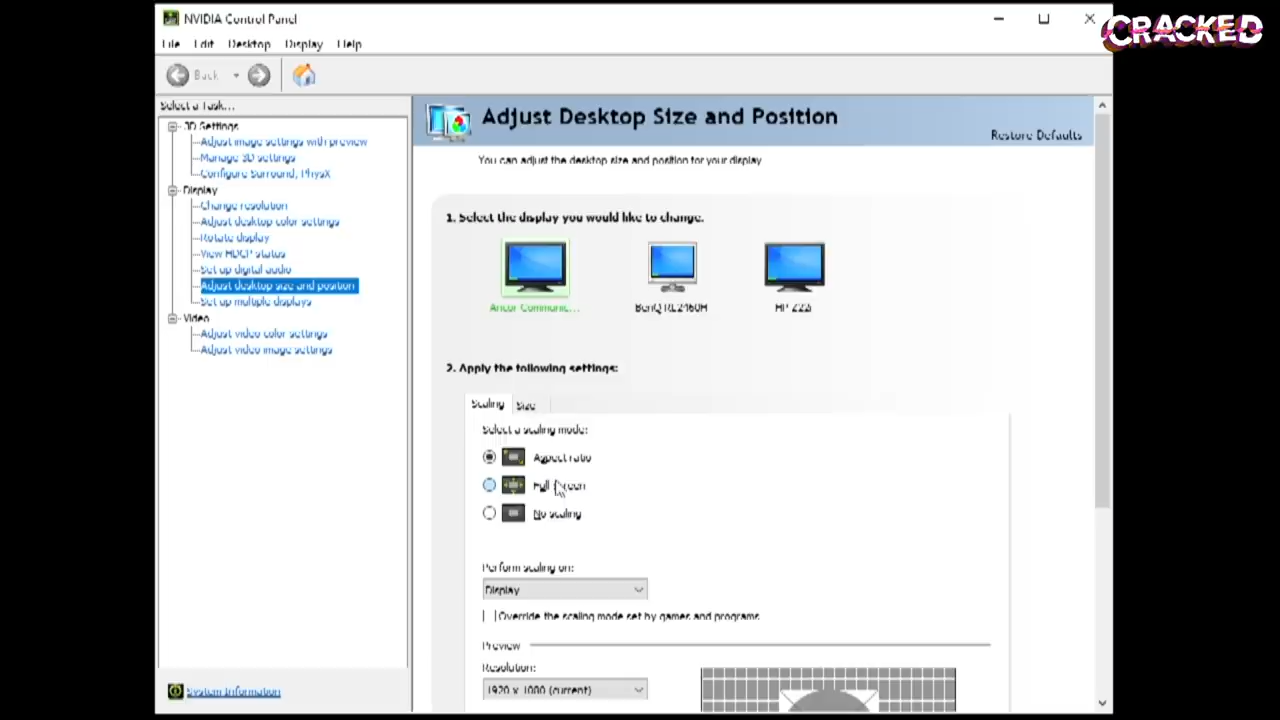 NVIDIA Control Panel
CRACKED
File Edit Desktop Display Help
Back
Select a Task...
3D Settings
Adjust image settings with preview
Manage 3D settings
Configure Surround, PhysX
Display
Change resolution
Adjust desktop color settings
Rotate display
View HDCP status
Set up digital audio
Adjust desktop size and position
Set up multiple displays
Video
Adjust video color settings
Adjust video image settings
System Information
Adjust Desktop Size and Position
Restore Defaults
You can adjust the desktop size and position for your display
1. Select the display you would like to change.
Ancor Communic...
BenQ RL2460H
HP Z22i
2. Apply the following settings:
Scaling
Size
Select a scaling mode:
Aspect ratio
Full
No scaling
Perform scaling on:
Display
Override the scaling mode set by games and programs
Preview
Resolution:
1920 x 1080 (current)